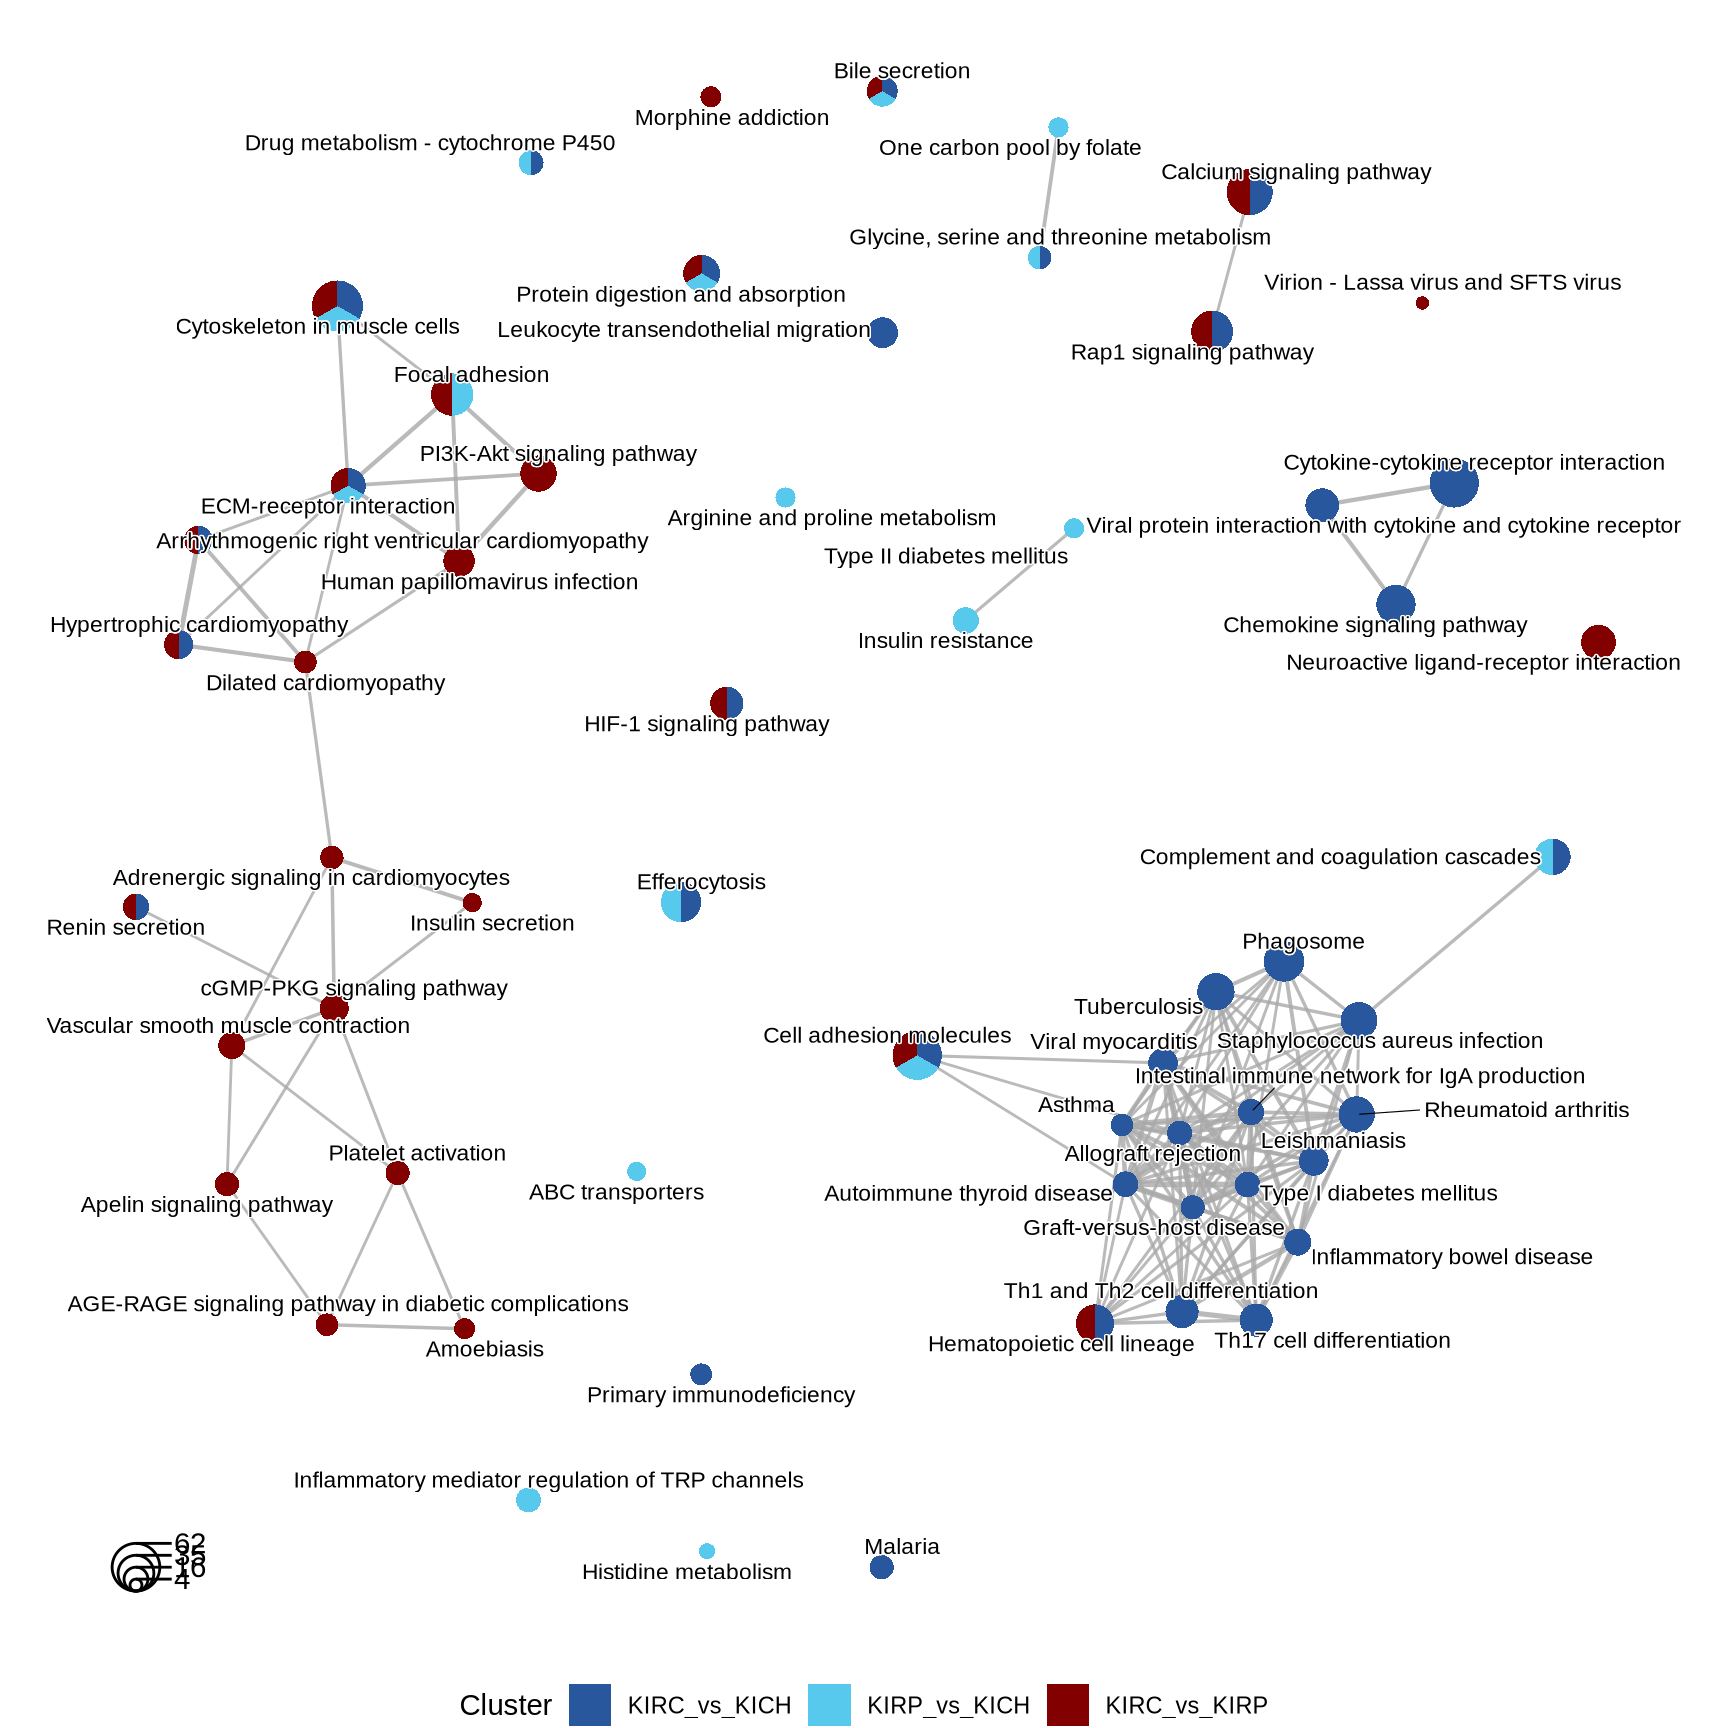 Bile secretion
Morphine addiction
Drug metabolism - cytochrome P450
One carbon pool by folate
Calcium signaling pathway
Glycine, serine and threonine metabolism
Virion - Lassa virus and SFTS virus
Protein digestion and absorption
Cytoskeleton in muscle cells
Leukocyte transendothelial migration
Rap1 signaling pathway
Focal adhesion
PI3K-Akt signaling pathway
Cytokine-cytokine receptor interaction
ECM-receptor interaction
Arginine and proline metabolism
Viral protein interaction with cytokine and cytokine receptor
Arrhythmogenic right ventricular cardiomyopathy
Type II diabetes mellitus
Human papillomavirus infection
Hypertrophic cardiomyopathy
Chemokine signaling pathway
Insulin resistance
Neuroactive ligand-receptor interaction
Dilated cardiomyopathy
HIF-1 signaling pathway
Complement and coagulation cascades
Adrenergic signaling in cardiomyocytes
Efferocytosis
Renin secretion
Insulin secretion
Phagosome
cGMP-PKG signaling pathway
Tuberculosis
Vascular smooth muscle contraction
Cell adhesion molecules
Viral myocarditis
Staphylococcus aureus infection
Intestinal immune network for IgA production
Asthma
Rheumatoid arthritis
Leishmaniasis
Platelet activation
Allograft rejection
ABC transporters
Autoimmune thyroid disease
Type I diabetes mellitus
Apelin signaling pathway
Graft-versus-host disease
Inflammatory bowel disease
Th1 and Th2 cell differentiation
AGE-RAGE signaling pathway in diabetic complications
Hematopoietic cell lineage
Th17 cell differentiation
Amoebiasis
Primary immunodeficiency
Inflammatory mediator regulation of TRP channels
Malaria
Histidine metabolism
62
35
16
4
Cluster KIRC_vs_KICH KIRP_vs_KICH KIRC_vs_KIRP